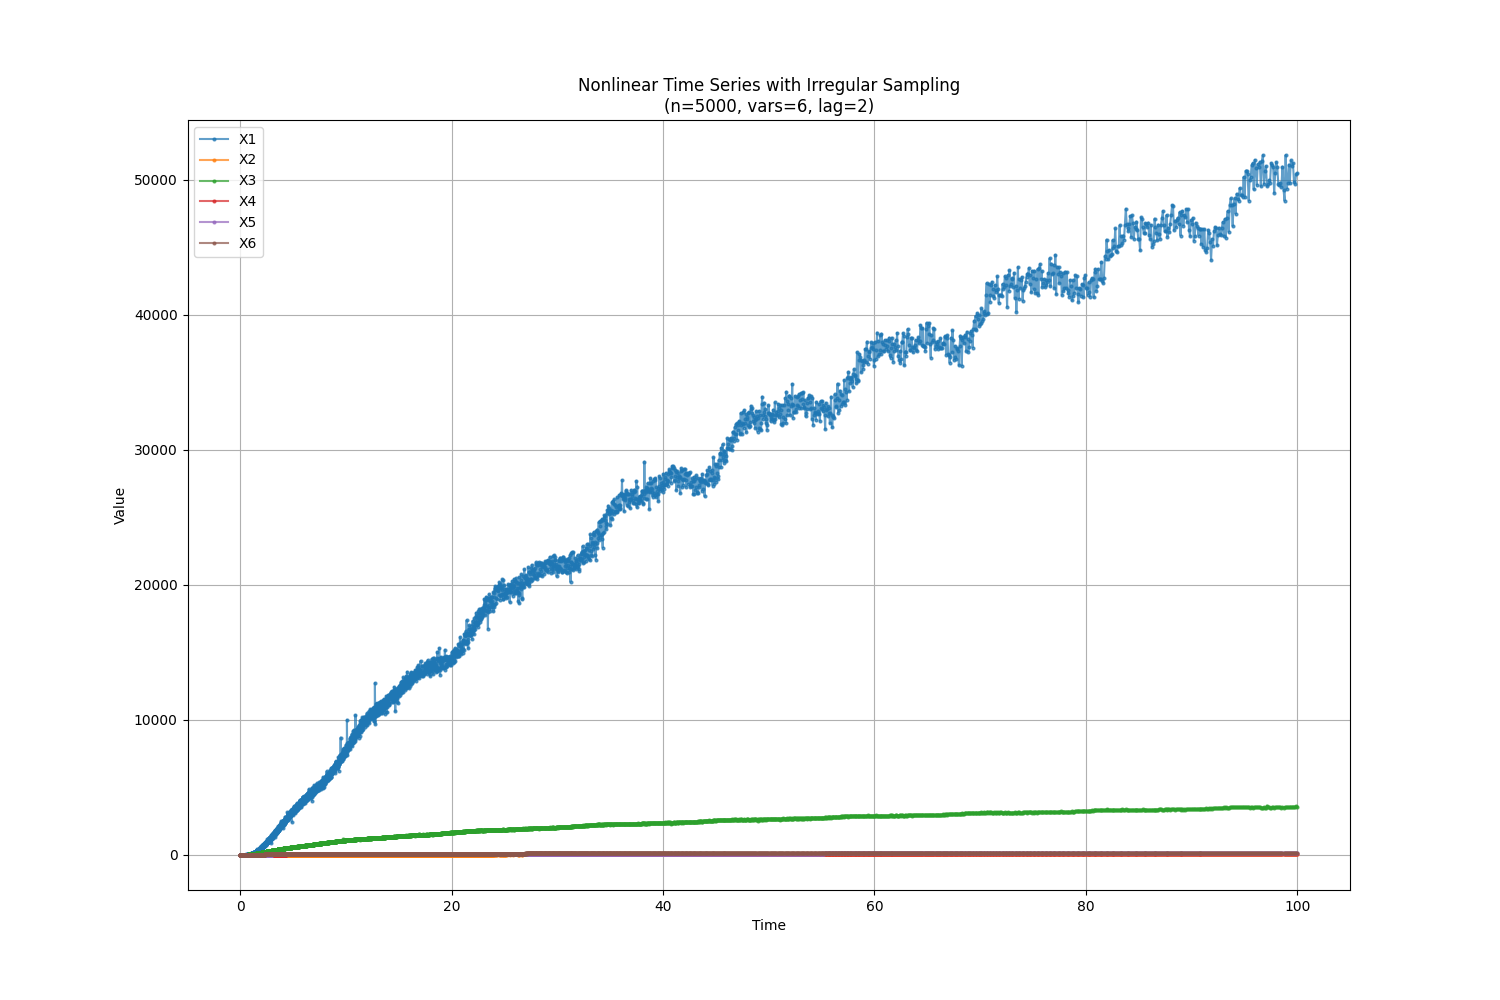 Nonlinear Time Series with Irregular Sampling
(n=5000, vars=6, lag=2)
X1
X2
X3
X4
X5
X6
50000
40000
30000
20000
10000
0
Value
0 20 40 60 80 100
Time